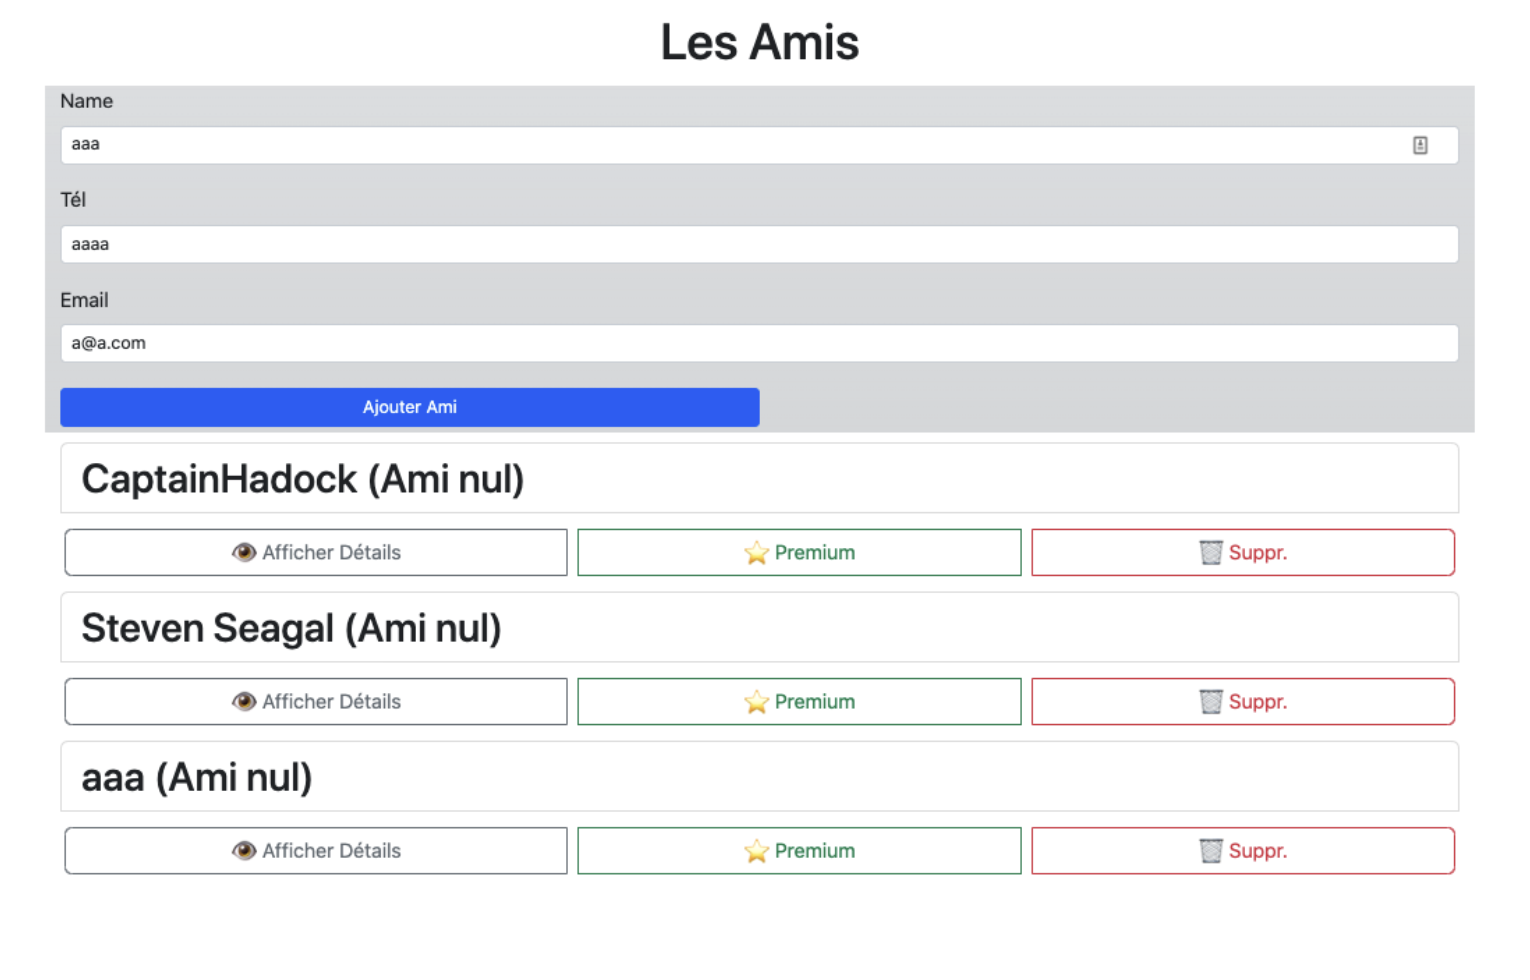 Les Amis
Name
aaa
Tél
aaaa
Email
a@a.com
Ajouter Ami
CaptainHadock (Ami nul)
Afficher Détails Premium Suppr.
Steven Seagal (Ami nul)
Afficher Détails Premium Suppr.
aaa (Ami nul)
Afficher Détails Premium Suppr.